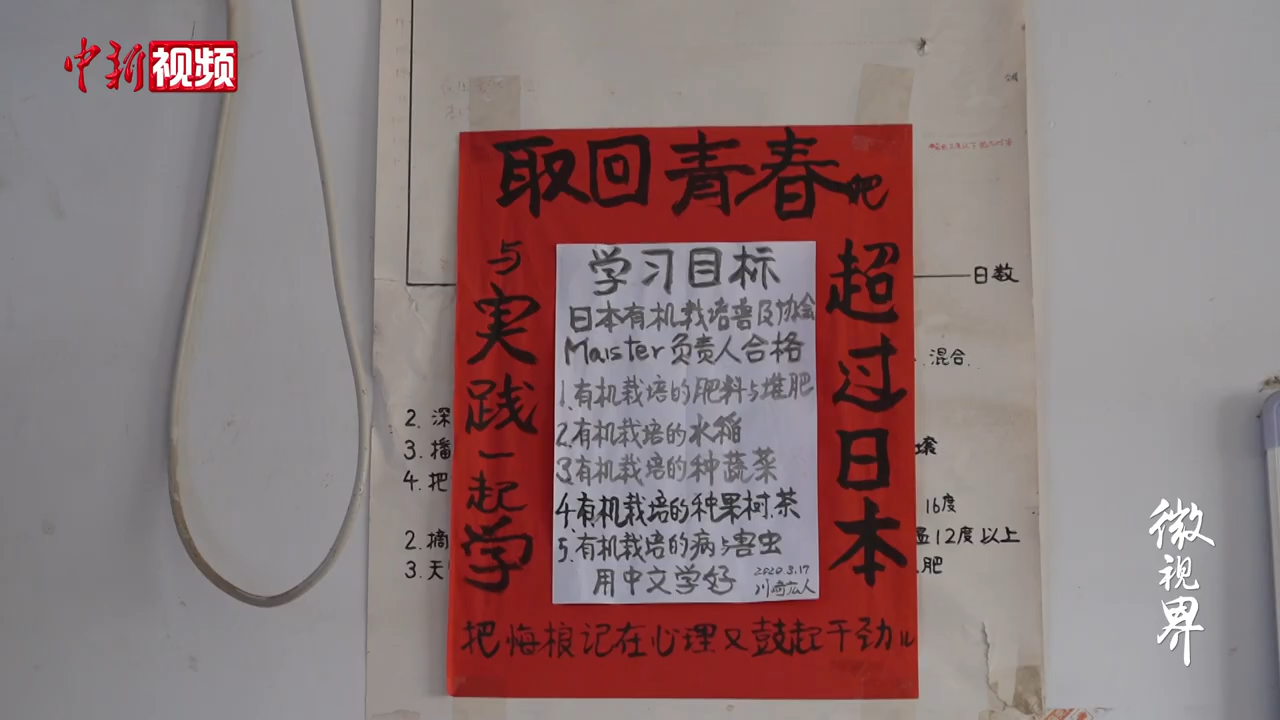 中新视频
取回青春吧
超过日本
与实践一起学
学习目标
日本有机栽培普及协会
Maister负责人合格
1.有机栽培的肥料与堆肥
2.有机栽培的水稻
3.有机栽培的种蔬菜
4.有机栽培的种果树.茶
5.有机栽培的病与害虫
用中文学好
2020.3.17
川崎広人
把悔粮记在心理又鼓起干劲儿
日数
混合.
2.深
3.播
4.把
16度
2.摘
12度以上
3.天
肥
微视界